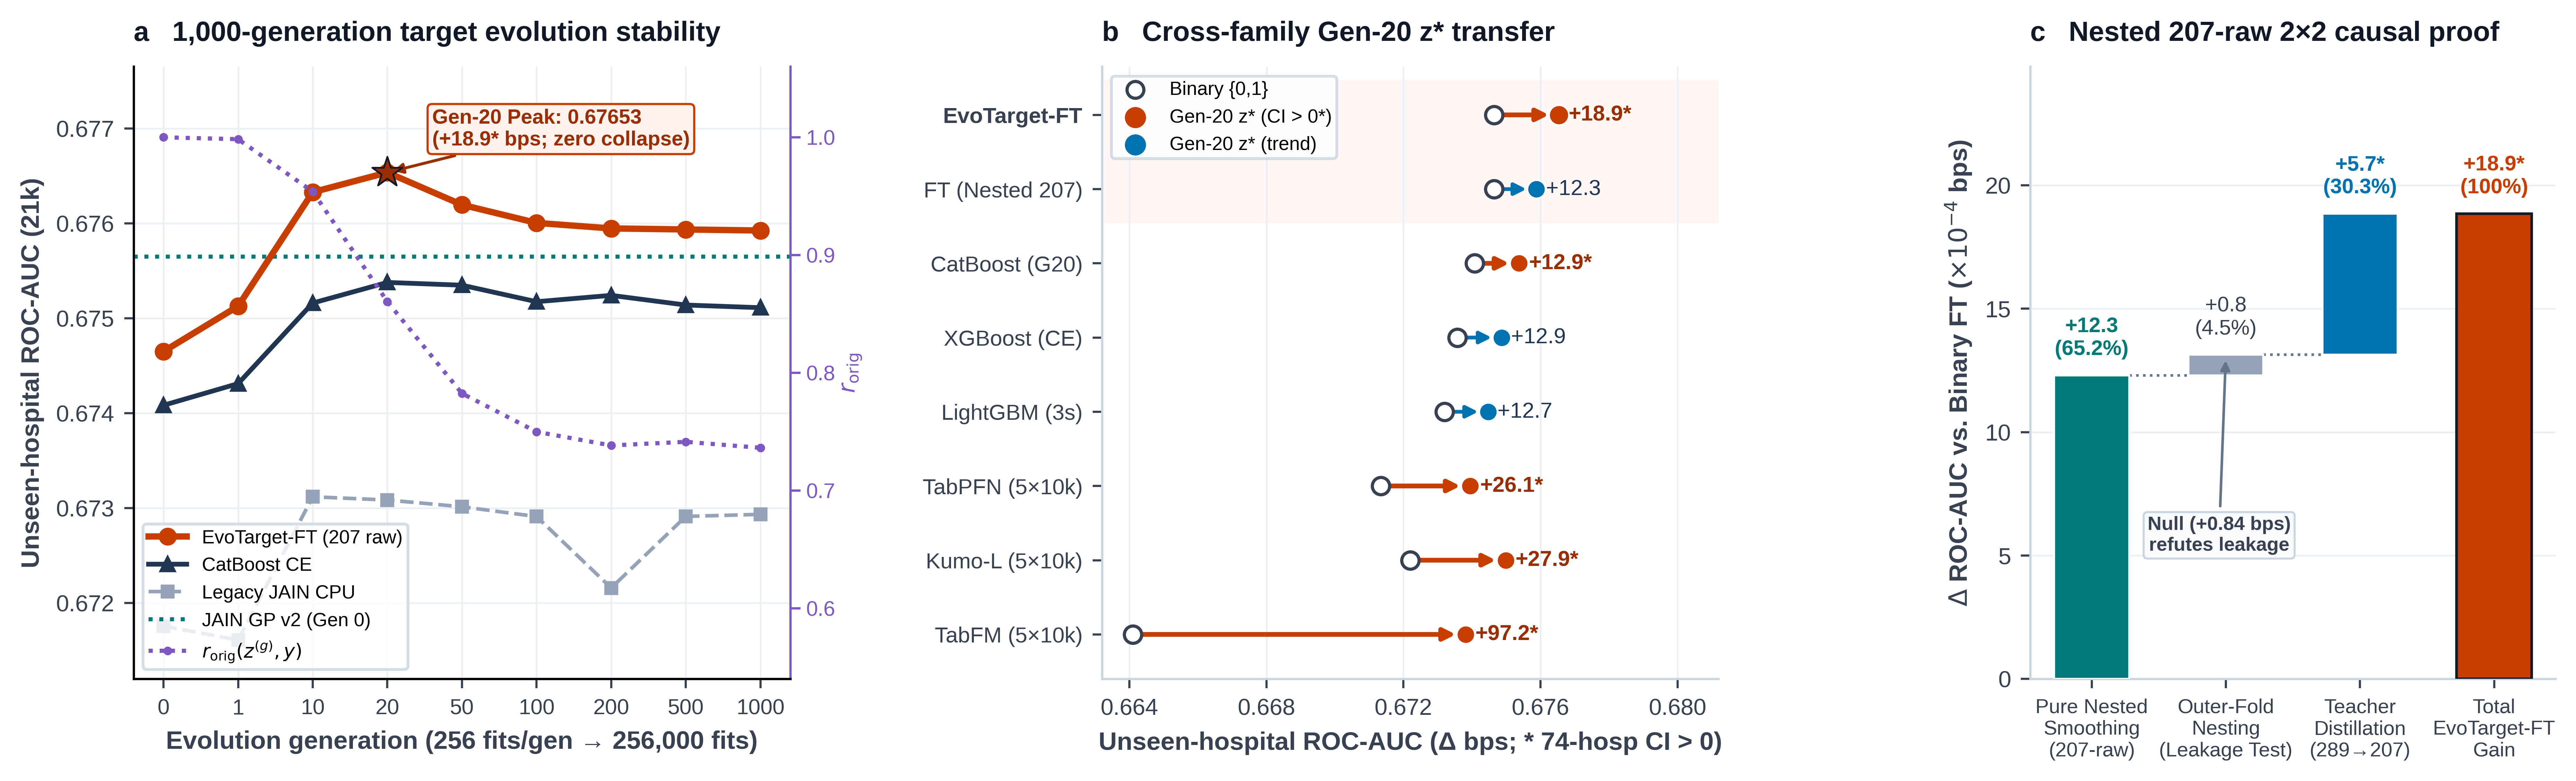 a 1,000-generation target evolution stability
Unseen-hospital ROC-AUC (21k)
0.677
0.676
0.675
0.674
0.673
0.672
Gen-20 Peak: 0.67653
(+18.9* bps; zero collapse)
EvoTarget-FT (207 raw)
CatBoost CE
Legacy JAIN CPU
JAIN GP v2 (Gen 0)
r_orig(z^(g), y)
1.0
0.9
0.8
0.7
0.6
r_orig
0 1 10 20 50 100 200 500 1000
Evolution generation (256 fits/gen → 256,000 fits)
b Cross-family Gen-20 z* transfer
Binary {0,1}
Gen-20 z* (CI > 0*)
Gen-20 z* (trend)
EvoTarget-FT +18.9*
FT (Nested 207) +12.3
CatBoost (G20) +12.9*
XGBoost (CE) +12.9
LightGBM (3s) +12.7
TabPFN (5×10k) +26.1*
Kumo-L (5×10k) +27.9*
TabFM (5×10k) +97.2*
0.664 0.668 0.672 0.676 0.680
Unseen-hospital ROC-AUC (Δ bps; * 74-hosp CI > 0)
c Nested 207-raw 2×2 causal proof
Δ ROC-AUC vs. Binary FT (×10⁻⁴ bps)
20
15
10
5
0
+12.3
(65.2%)
+0.8
(4.5%)
+5.7*
(30.3%)
+18.9*
(100%)
Null (+0.84 bps)
refutes leakage
Pure Nested
Smoothing
(207-raw)
Outer-Fold
Nesting
(Leakage Test)
Teacher
Distillation
(289→207)
Total
EvoTarget-FT
Gain